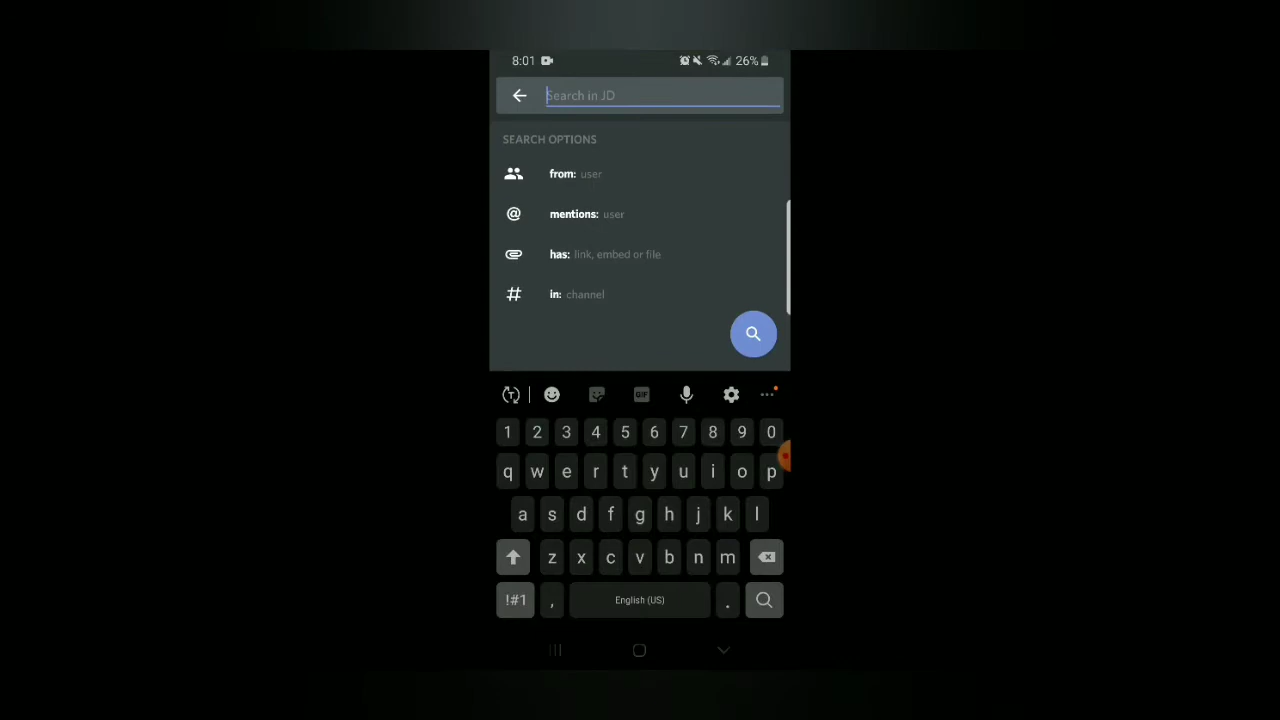 8:01 26%
Search in JD
SEARCH OPTIONS
from: user
@ mentions: user
has: link, embed or file
# in: channel
T GIF
1 2 3 4 5 6 7 8 9 0
q w e r t y u i o p
a s d f g h j k l
z x c v b n m
!#1 , English (US) .